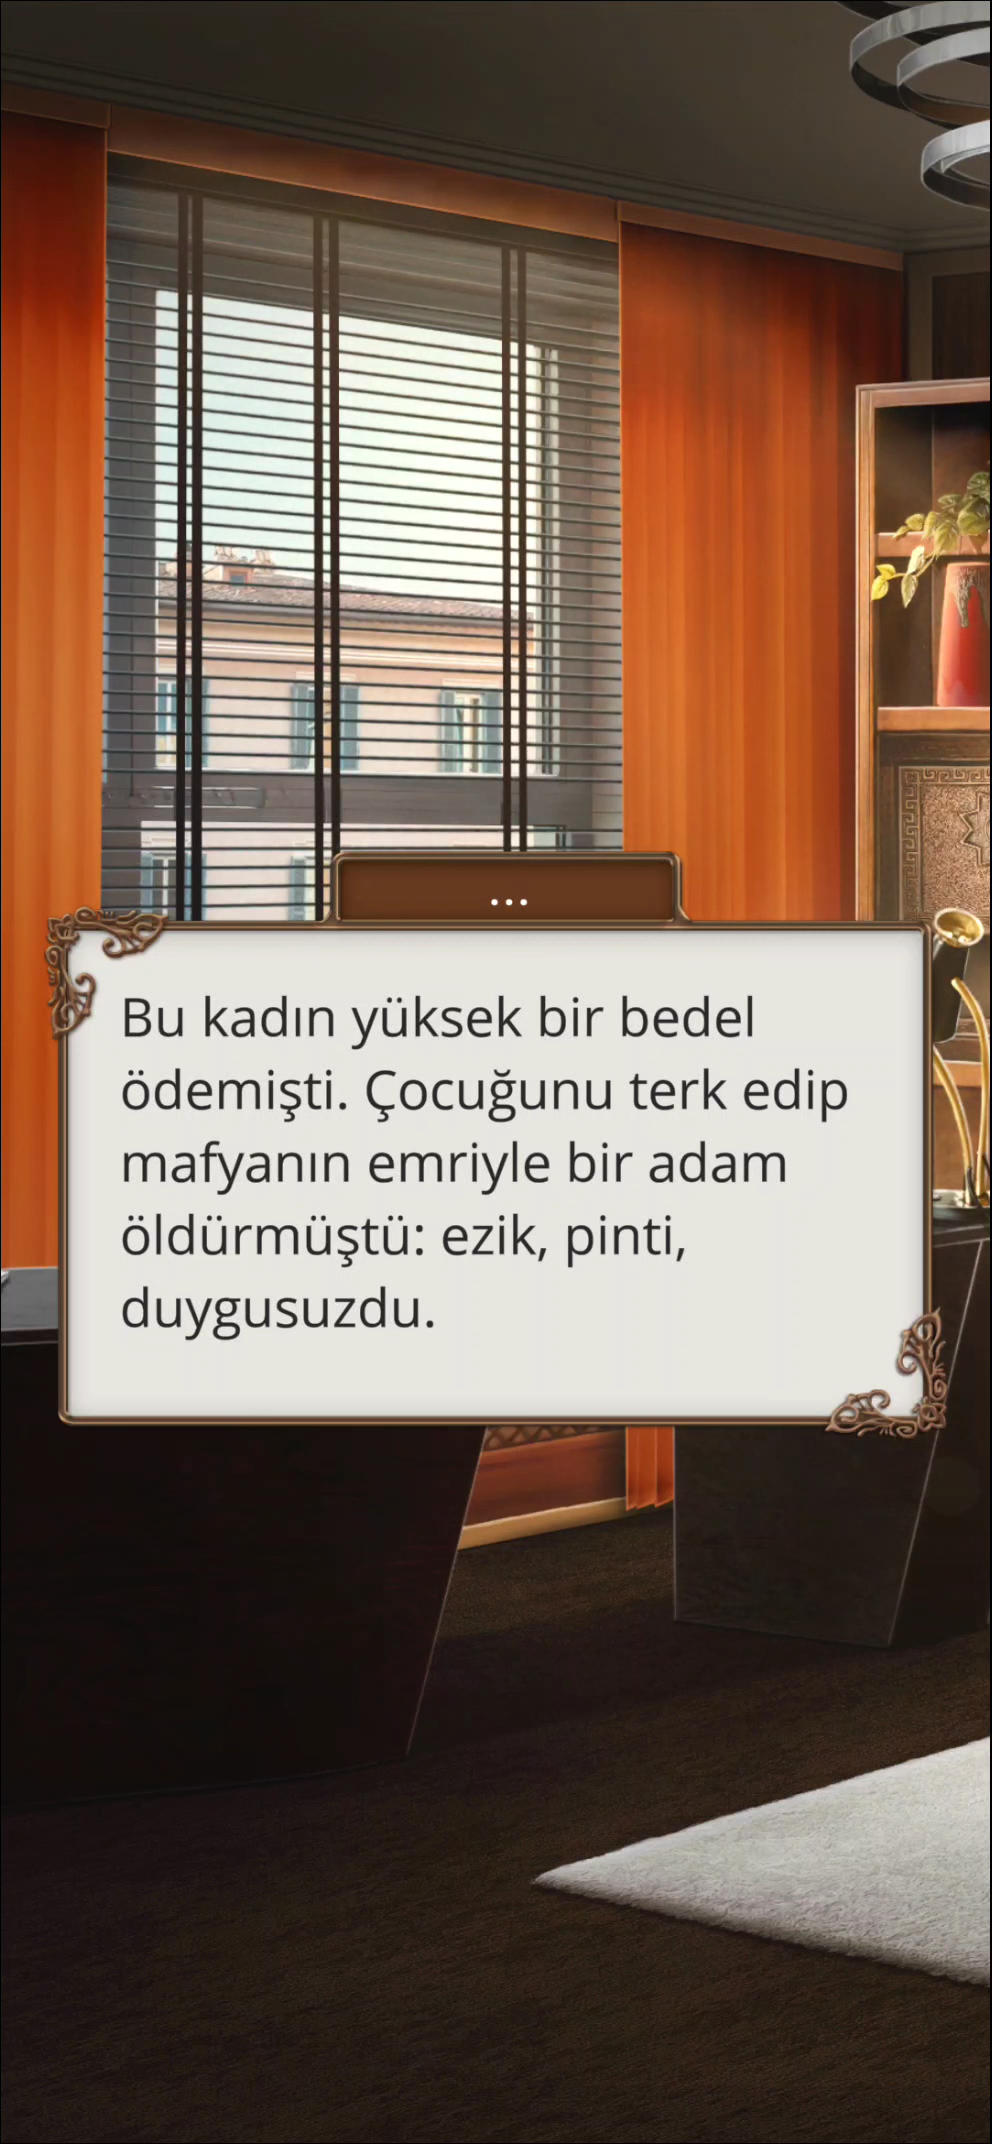 ...
Bu kadın yüksek bir bedel
ödemişti. Çocuğunu terk edip
mafyanın emriyle bir adam
öldürmüştü: ezik, pinti,
duygusuzdu.